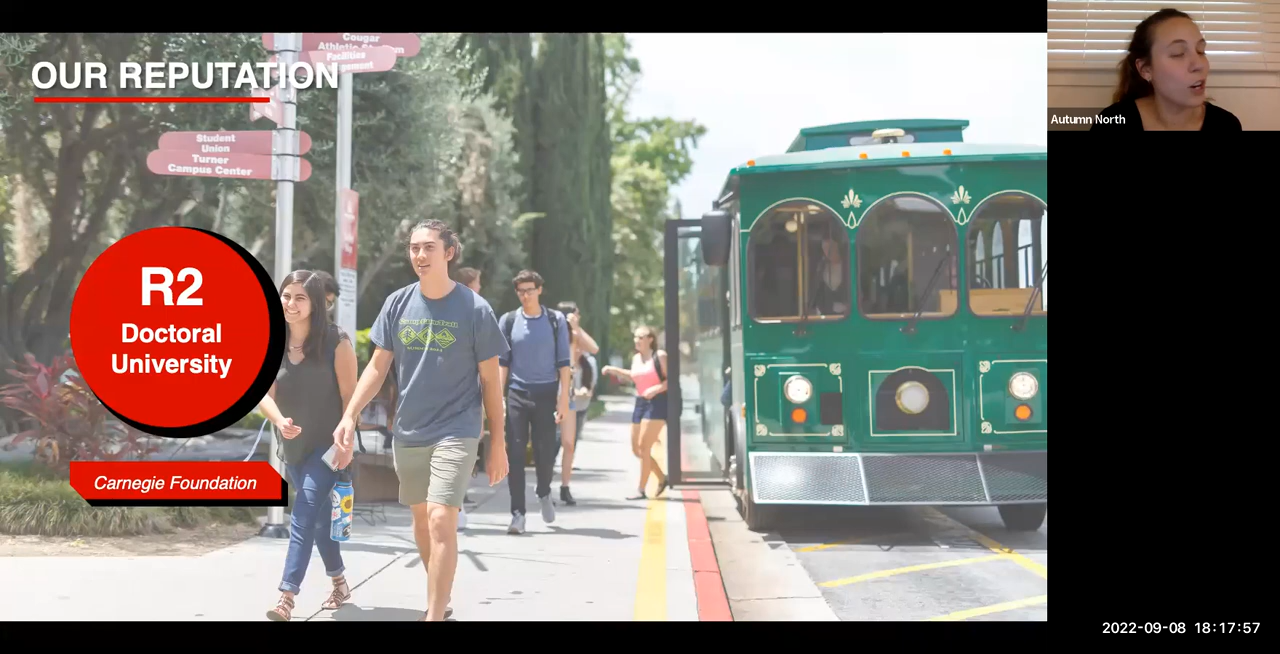 OUR REPUTATION
Cougar
Athletic Stadium
Facilities
Student
Union
Turner
Campus Center
R2
Doctoral
University
Carnegie Foundation
Autumn North
2022-09-08 18:17:57